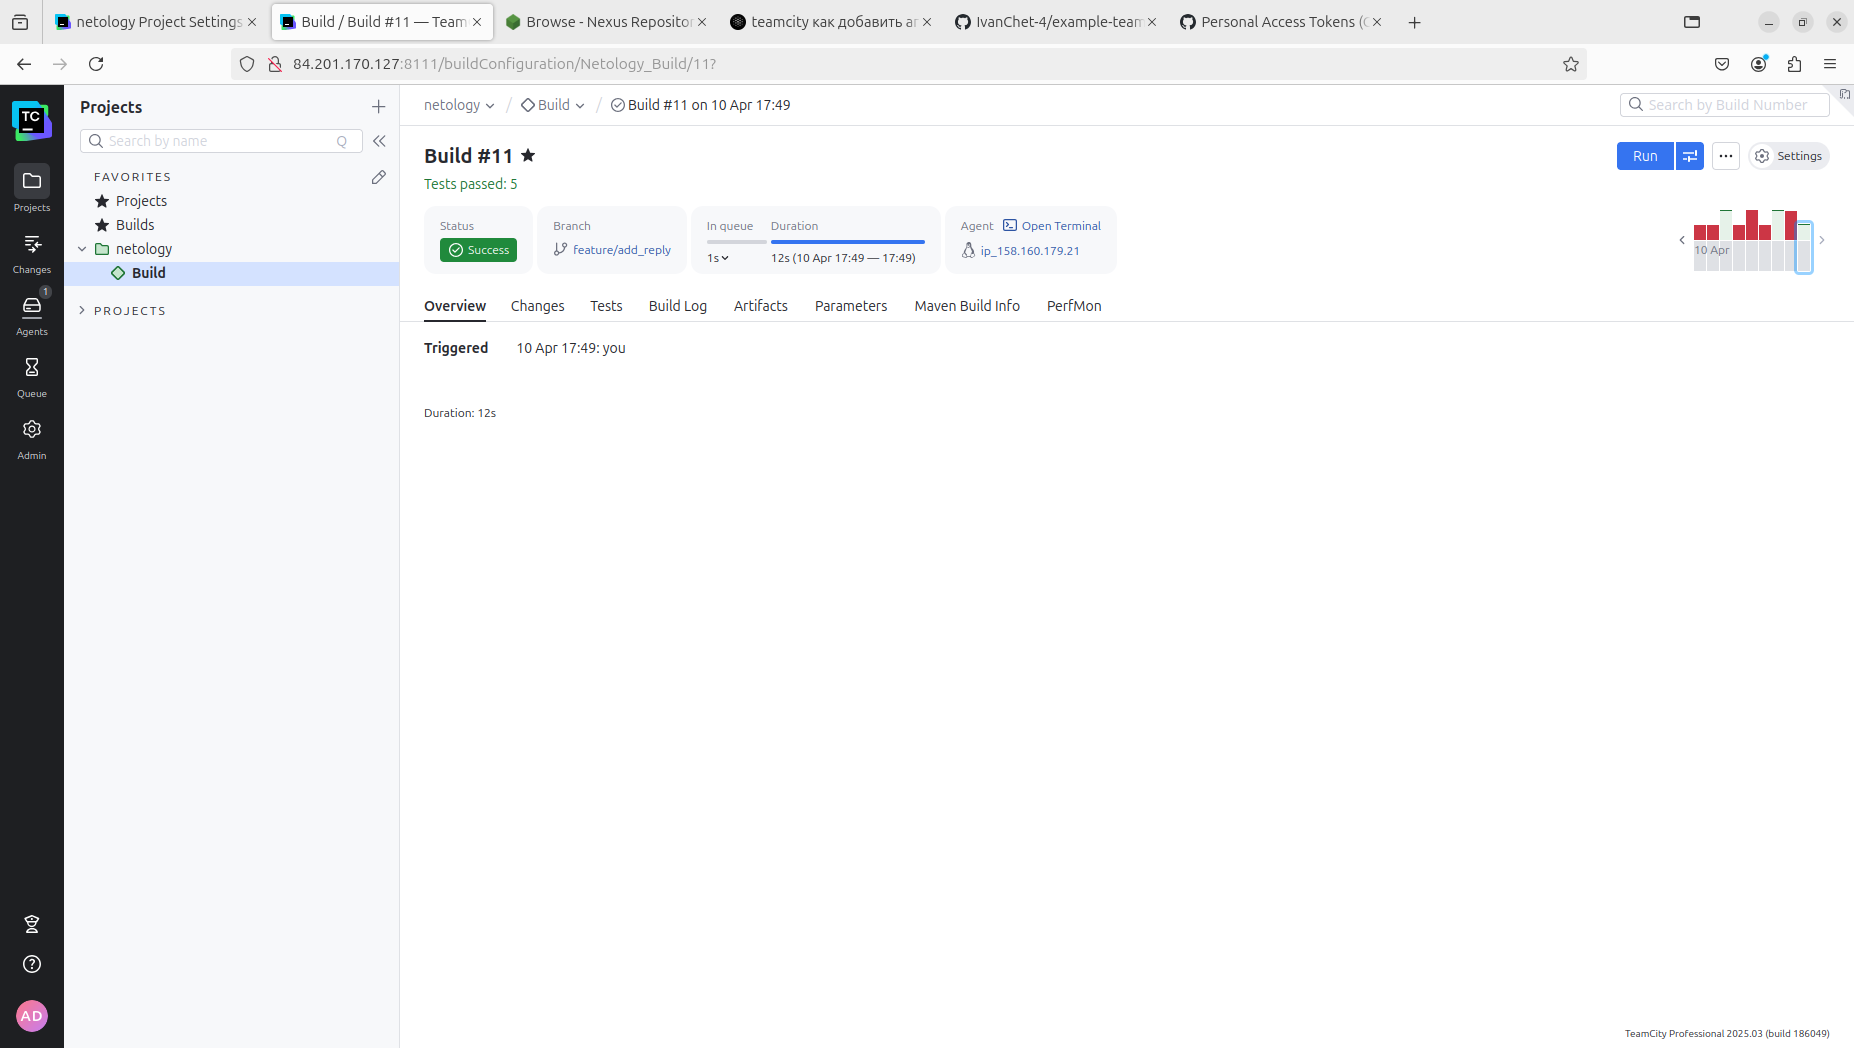 netology Project Settings
Build / Build #11 — Team
Browse - Nexus Repositor
teamcity как добавить аг
IvanChet-4/example-team
Personal Access Tokens (C
84.201.170.127:8111/buildConfiguration/Netology_Build/11?
TC
Projects
Search by name
Q
FAVORITES
Projects
Builds
netology
Build
PROJECTS
Projects
Changes
1
Agents
Queue
Admin
AD
netology / Build / Build #11 on 10 Apr 17:49
Search by Build Number
Build #11
Run
Settings
Tests passed: 5
Status
Success
Branch
feature/add_reply
In queue
1s
Duration
12s (10 Apr 17:49 — 17:49)
Agent
Open Terminal
ip_158.160.179.21
10 Apr
Overview
Changes
Tests
Build Log
Artifacts
Parameters
Maven Build Info
PerfMon
Triggered
10 Apr 17:49: you
Duration: 12s
TeamCity Professional 2025.03 (build 186049)